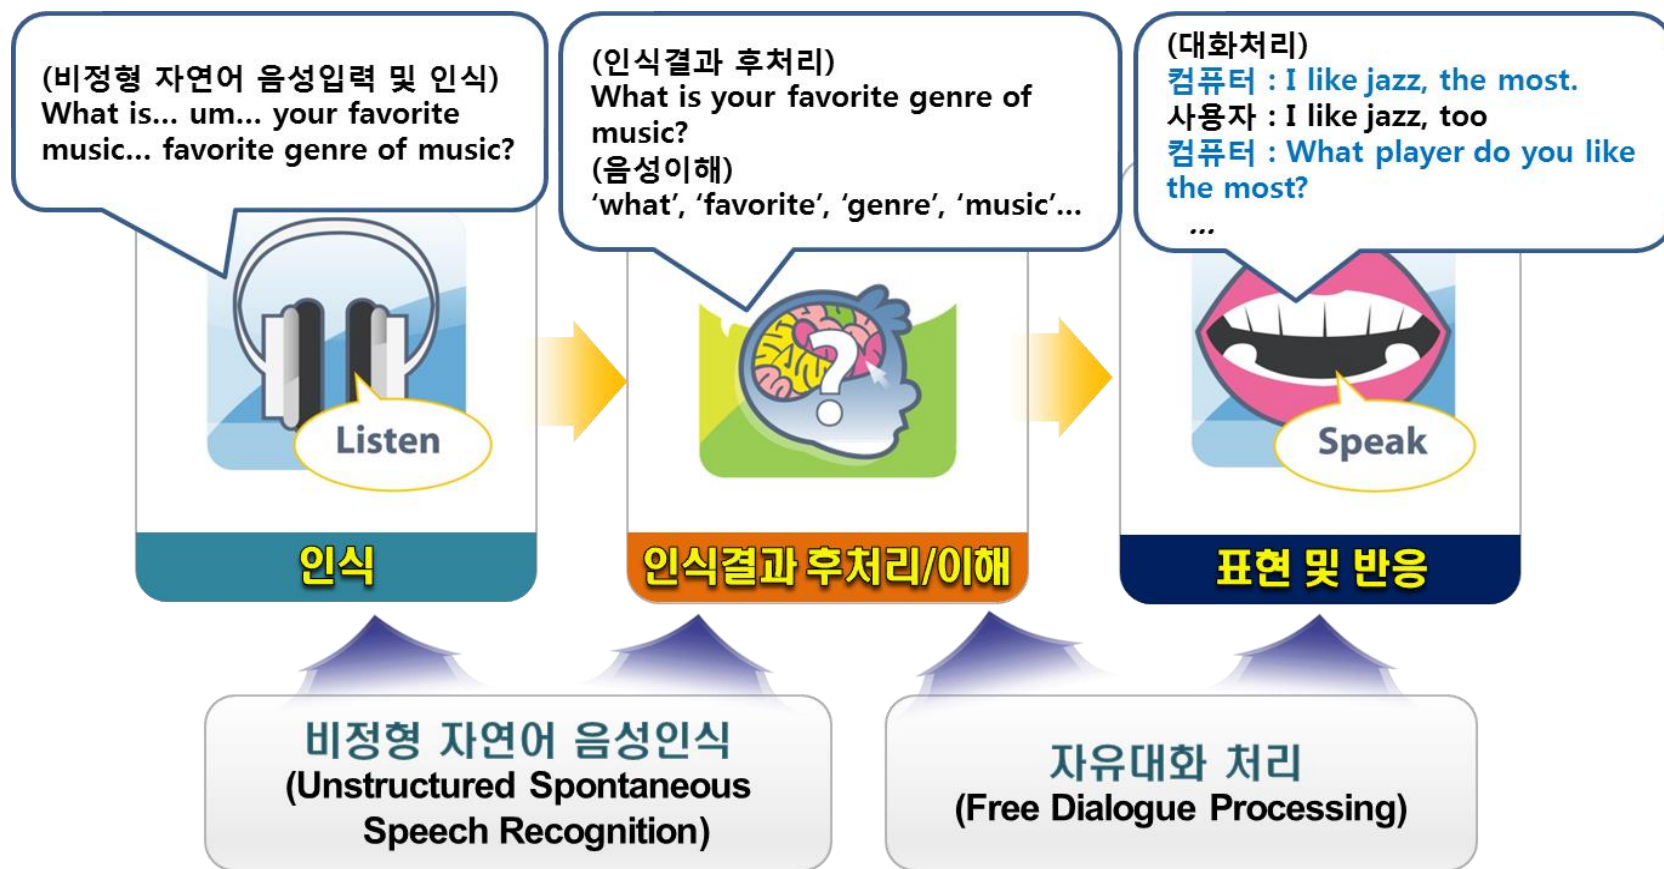 (비정형 자연어 음성입력 및 인식)
What is... um... your favorite
music... favorite genre of music?
(인식결과 후처리)
What is your favorite genre of
music?
(음성이해)
‘what’, ‘favorite’, ‘genre’, ‘music’...
(대화처리)
컴퓨터 : I like jazz, the most.
사용자 : I like jazz, too
컴퓨터 : What player do you like
the most?
...
Listen
?
Speak
인식
인식결과 후처리/이해
표현 및 반응
비정형 자연어 음성인식
(Unstructured Spontaneous
Speech Recognition)
자유대화 처리
(Free Dialogue Processing)